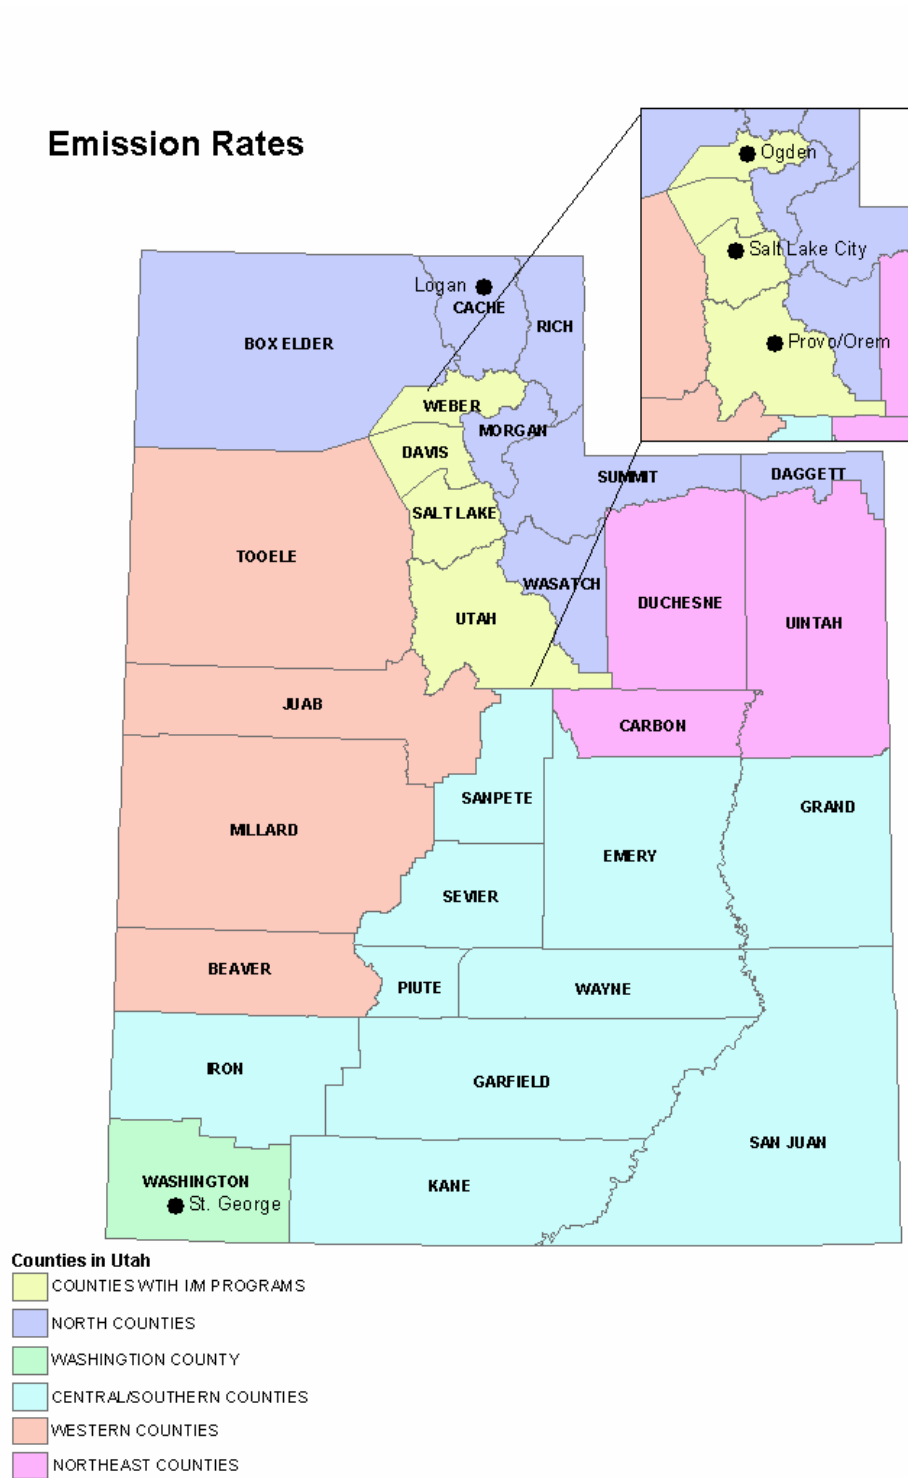 Emission Rates
Ogden
Salt Lake City
Provo/Orem
Logan
CACHE
RICH
BOX ELDER
WEBER
MORGAN
DAVIS
SUMMIT
DAGGETT
SALT LAKE
TOOELE
WASATCH
DUCHESNE
UTAH
UINTAH
JUAB
CARBON
SANPETE
GRAND
MILLARD
EMERY
SEVIER
BEAVER
PIUTE
WAYNE
IRON
GARFIELD
SAN JUAN
WASHINGTON
KANE
St. George
Counties in Utah
COUNTIES WTIH I/M PROGRAMS
NORTH COUNTIES
WASHINGTION COUNTY
CENTRAL/SOUTHERN COUNTIES
WESTERN COUNTIES
NORTHEAST COUNTIES